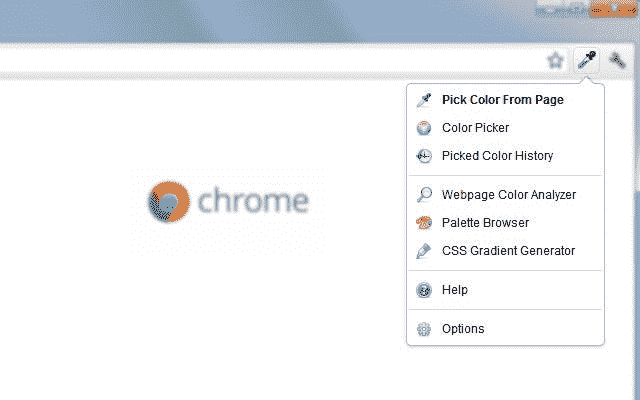 Pick Color From Page
Color Picker
Picked Color History
chrome
Webpage Color Analyzer
Palette Browser
CSS Gradient Generator
Help
Options